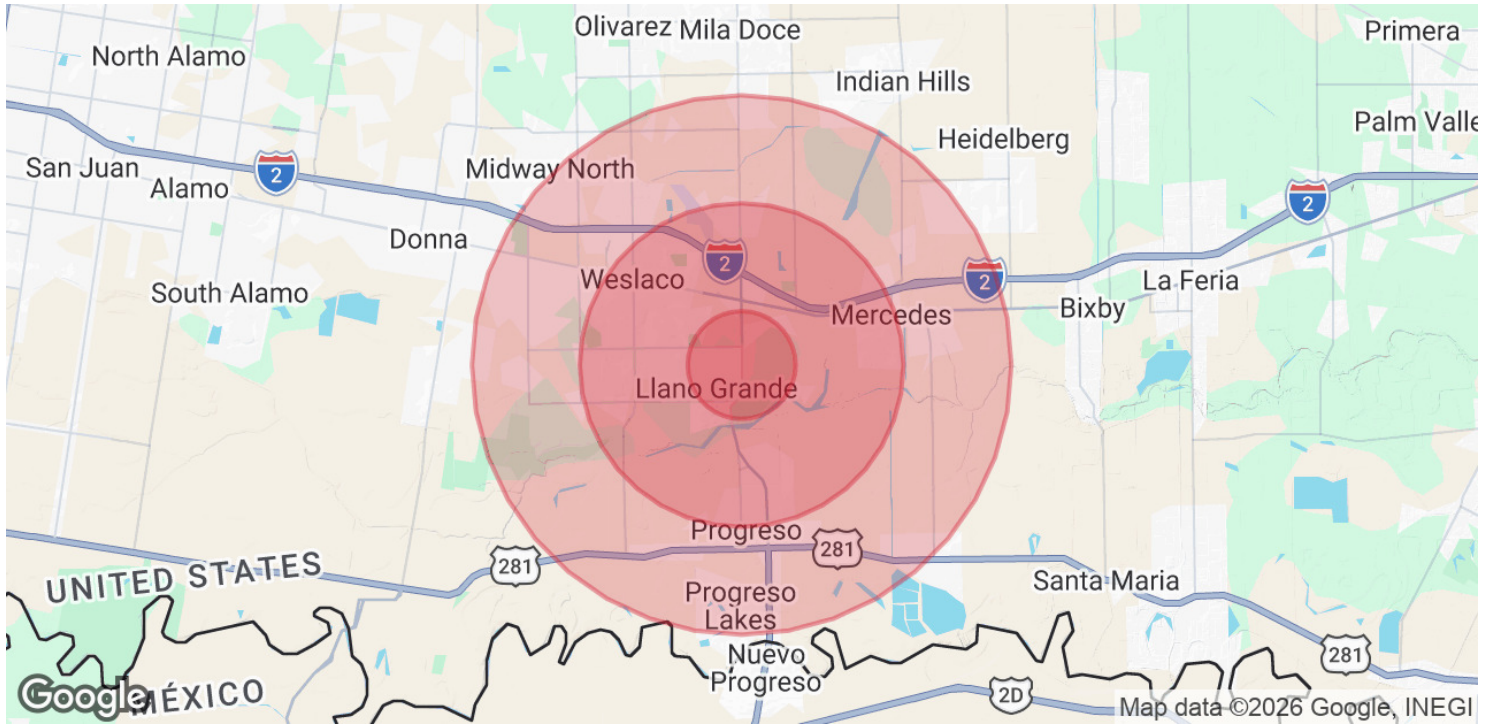 Olivarez
Mila Doce
Primera
North Alamo
Indian Hills
Palm Valle
Heidelberg
San Juan
2
Midway North
Alamo
2
Donna
2
Weslaco
2
La Feria
South Alamo
Bixby
Mercedes
Llano Grande
Progreso
281
281
UNITED STATES
Santa Maria
Progreso
Lakes
Nuevo
Progreso
281
2D
Google
MÉXICO
Map data ©2026 Google, INEGI